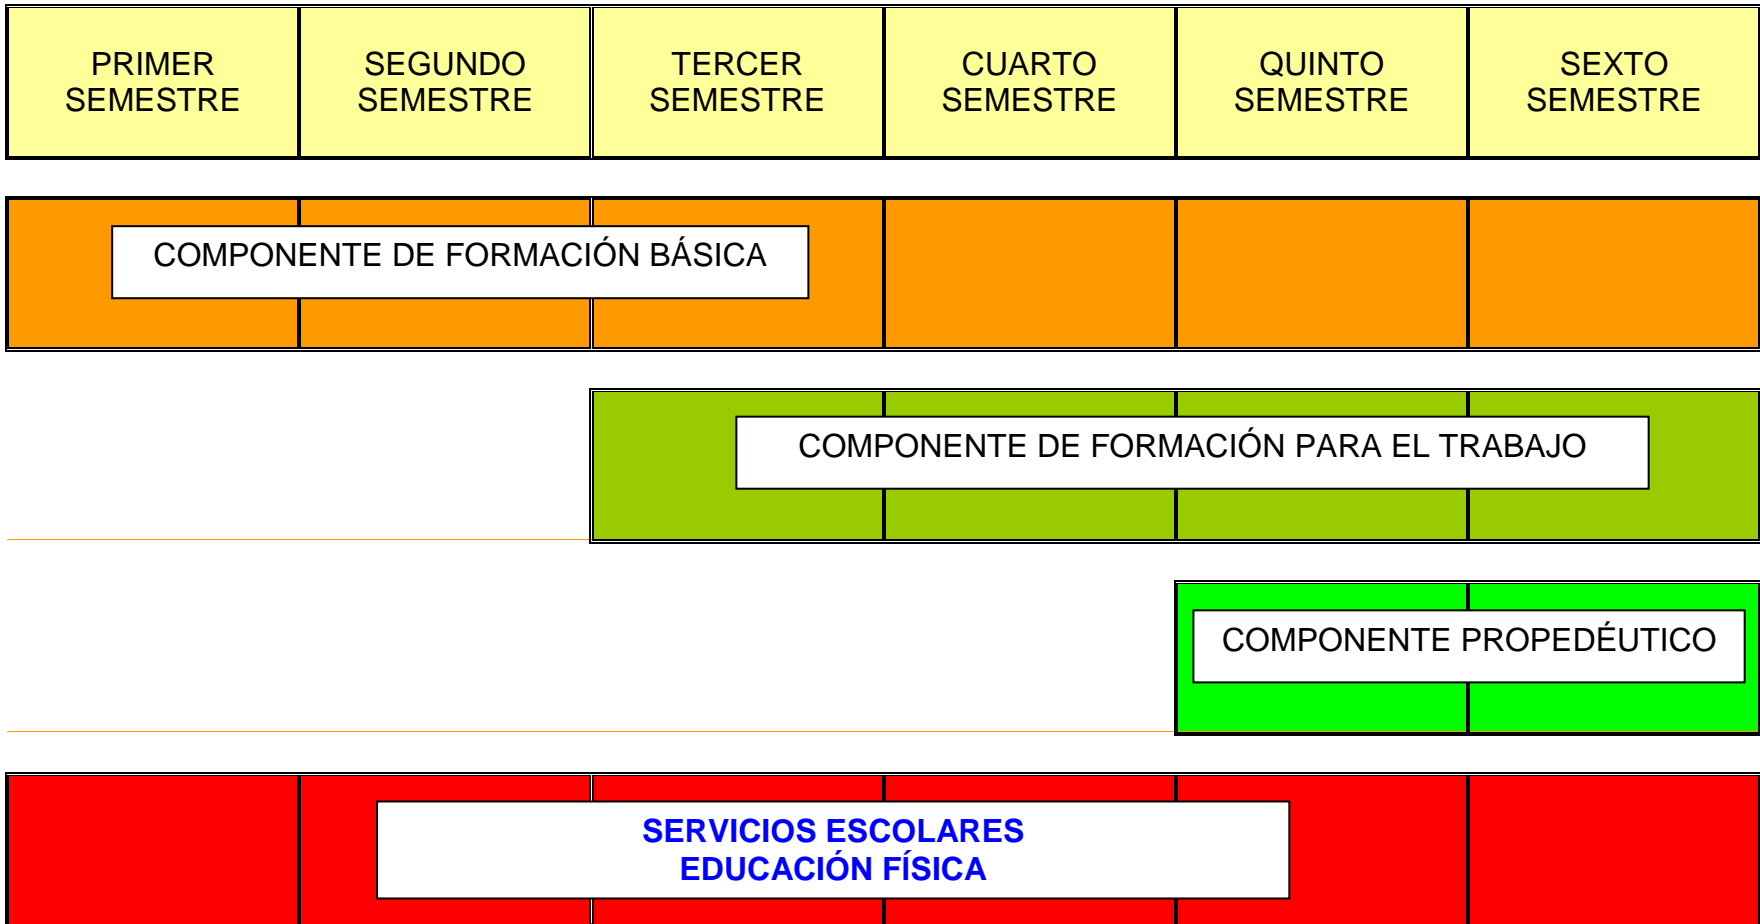 PRIMER
SEMESTRE
SEGUNDO
SEMESTRE
TERCER
SEMESTRE
CUARTO
SEMESTRE
QUINTO
SEMESTRE
SEXTO
SEMESTRE
COMPONENTE DE FORMACIÓN BÁSICA
COMPONENTE DE FORMACIÓN PARA EL TRABAJO
COMPONENTE PROPEDÉUTICO
SERVICIOS ESCOLARES
EDUCACIÓN FÍSICA